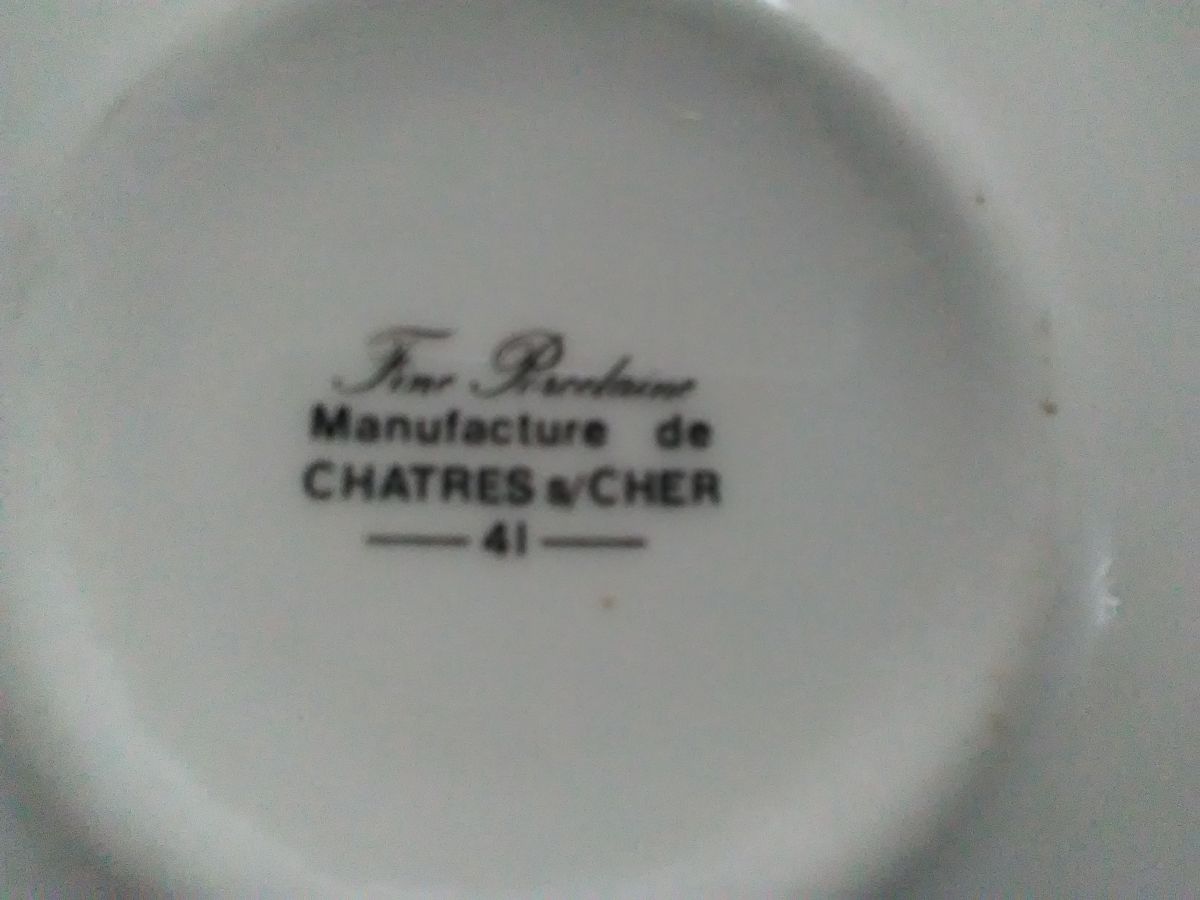 Fine Porcelaine
Manufacture de
CHATRES s/CHER
41